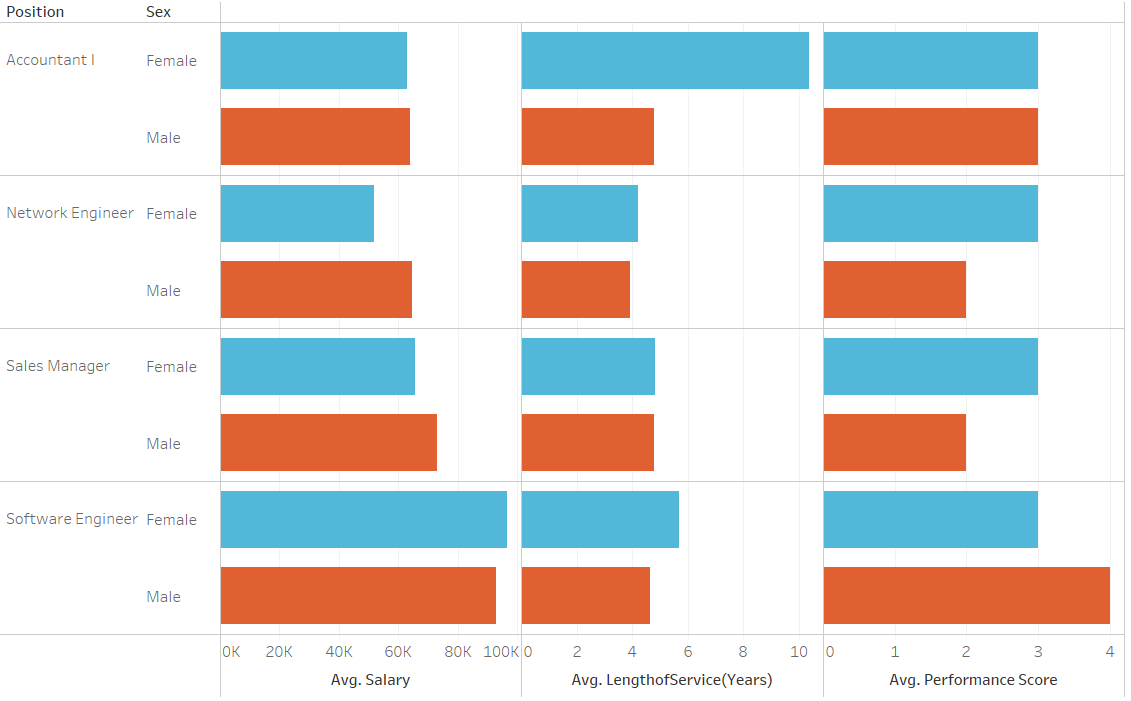 Position Sex
Accountant I Female
Male
Network Engineer Female
Male
Sales Manager Female
Male
Software Engineer Female
Male
0K 20K 40K 60K 80K 100K 0 2 4 6 8 10 0 1 2 3 4
Avg. Salary Avg. LengthofService(Years) Avg. Performance Score